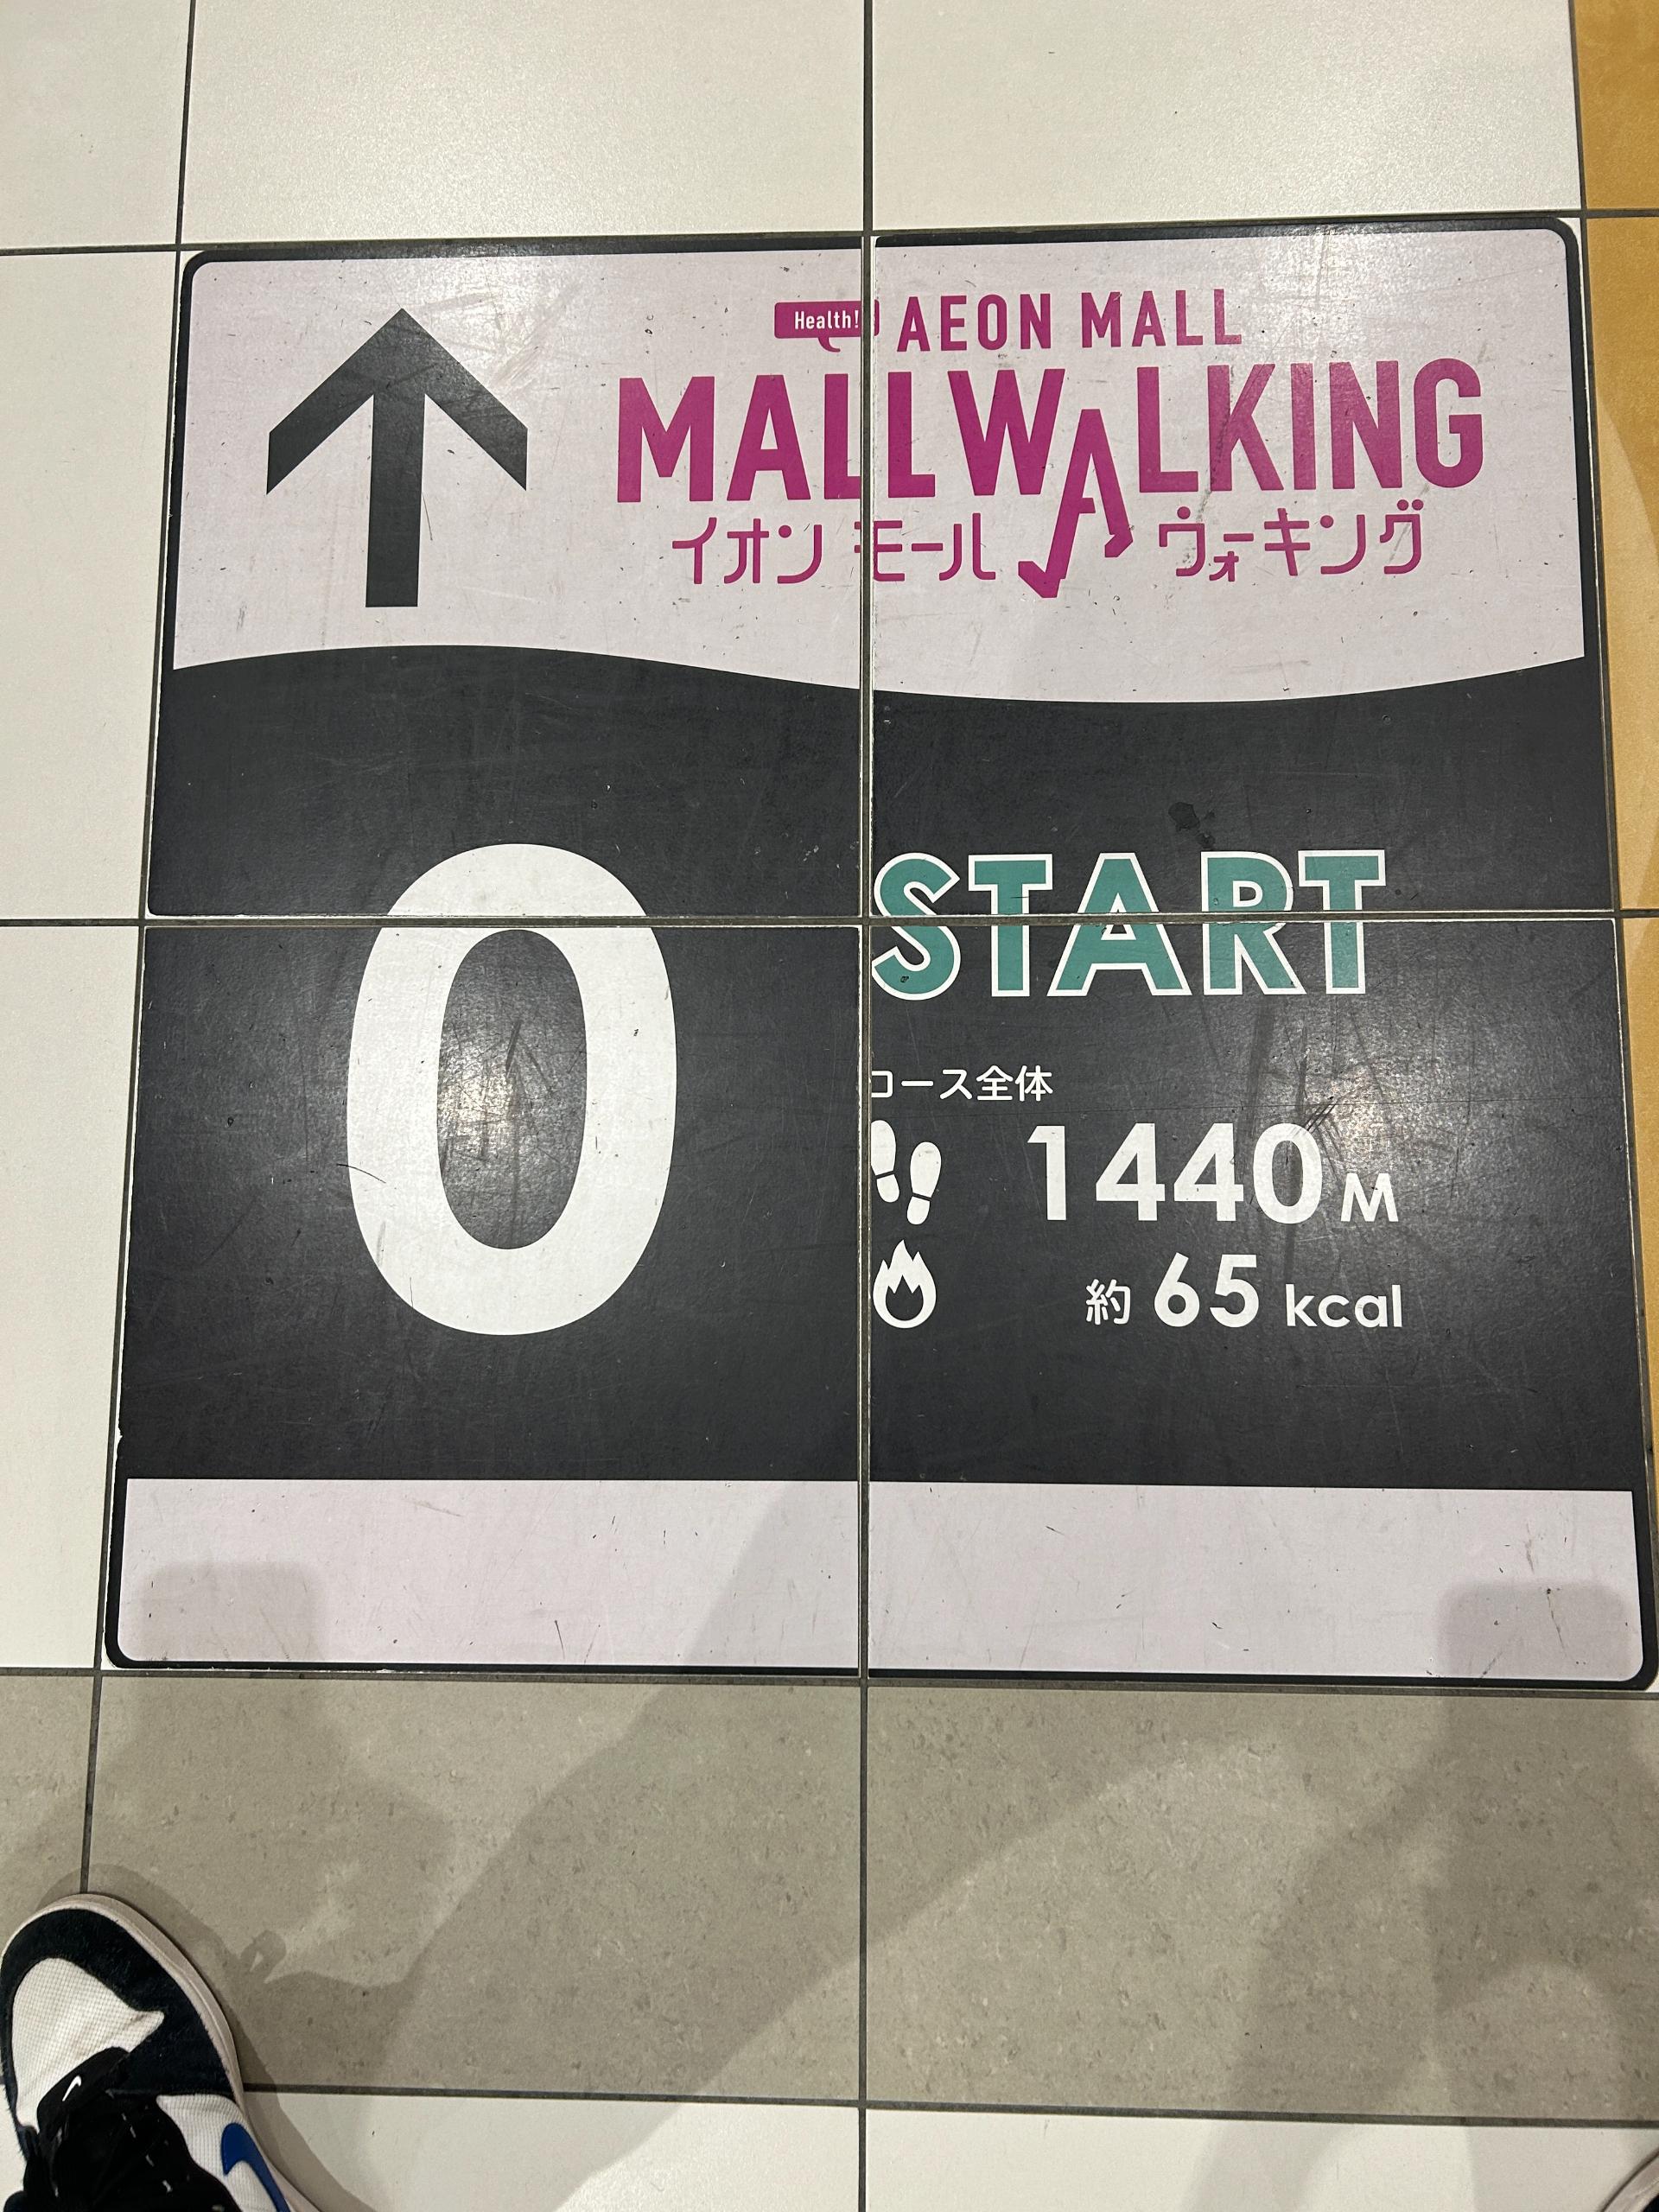 Health!
AEON MALL
MALLWALKING
イオン モール ウォーキング
0
START
コース全体
1440M
約 65 kcal